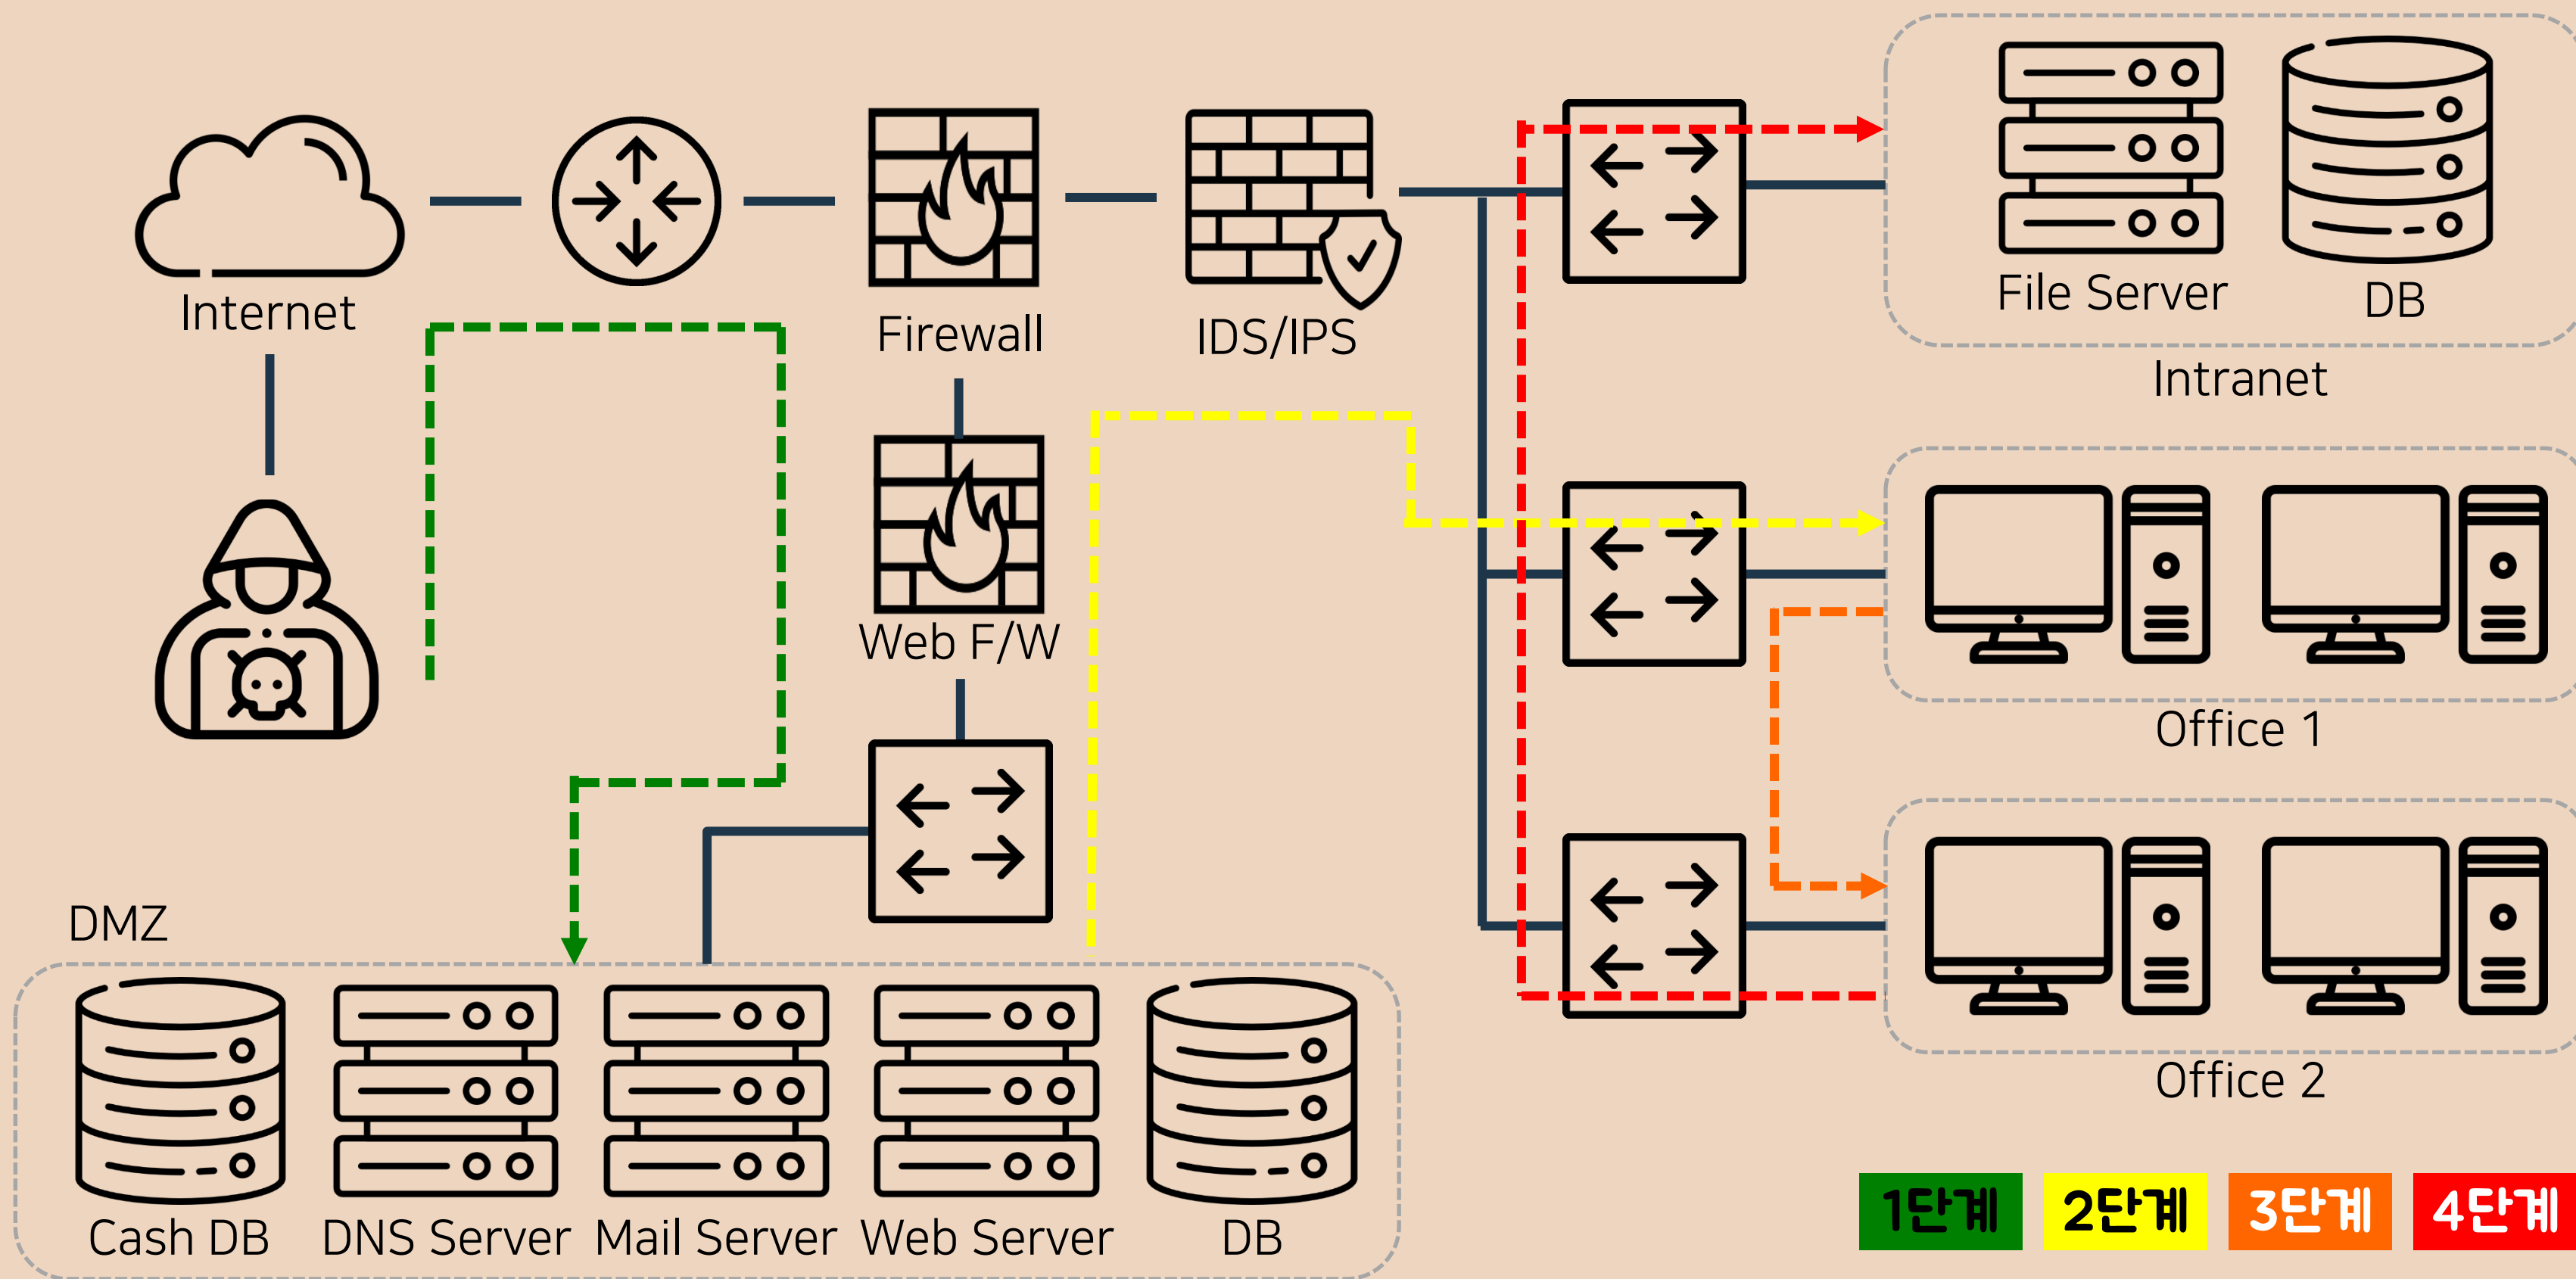 Internet
Firewall
IDS/IPS
File Server
DB
Intranet
Web F/W
Office 1
Office 2
DMZ
Cash DB
DNS Server
Mail Server
Web Server
DB
1단계
2단계
3단계
4단계